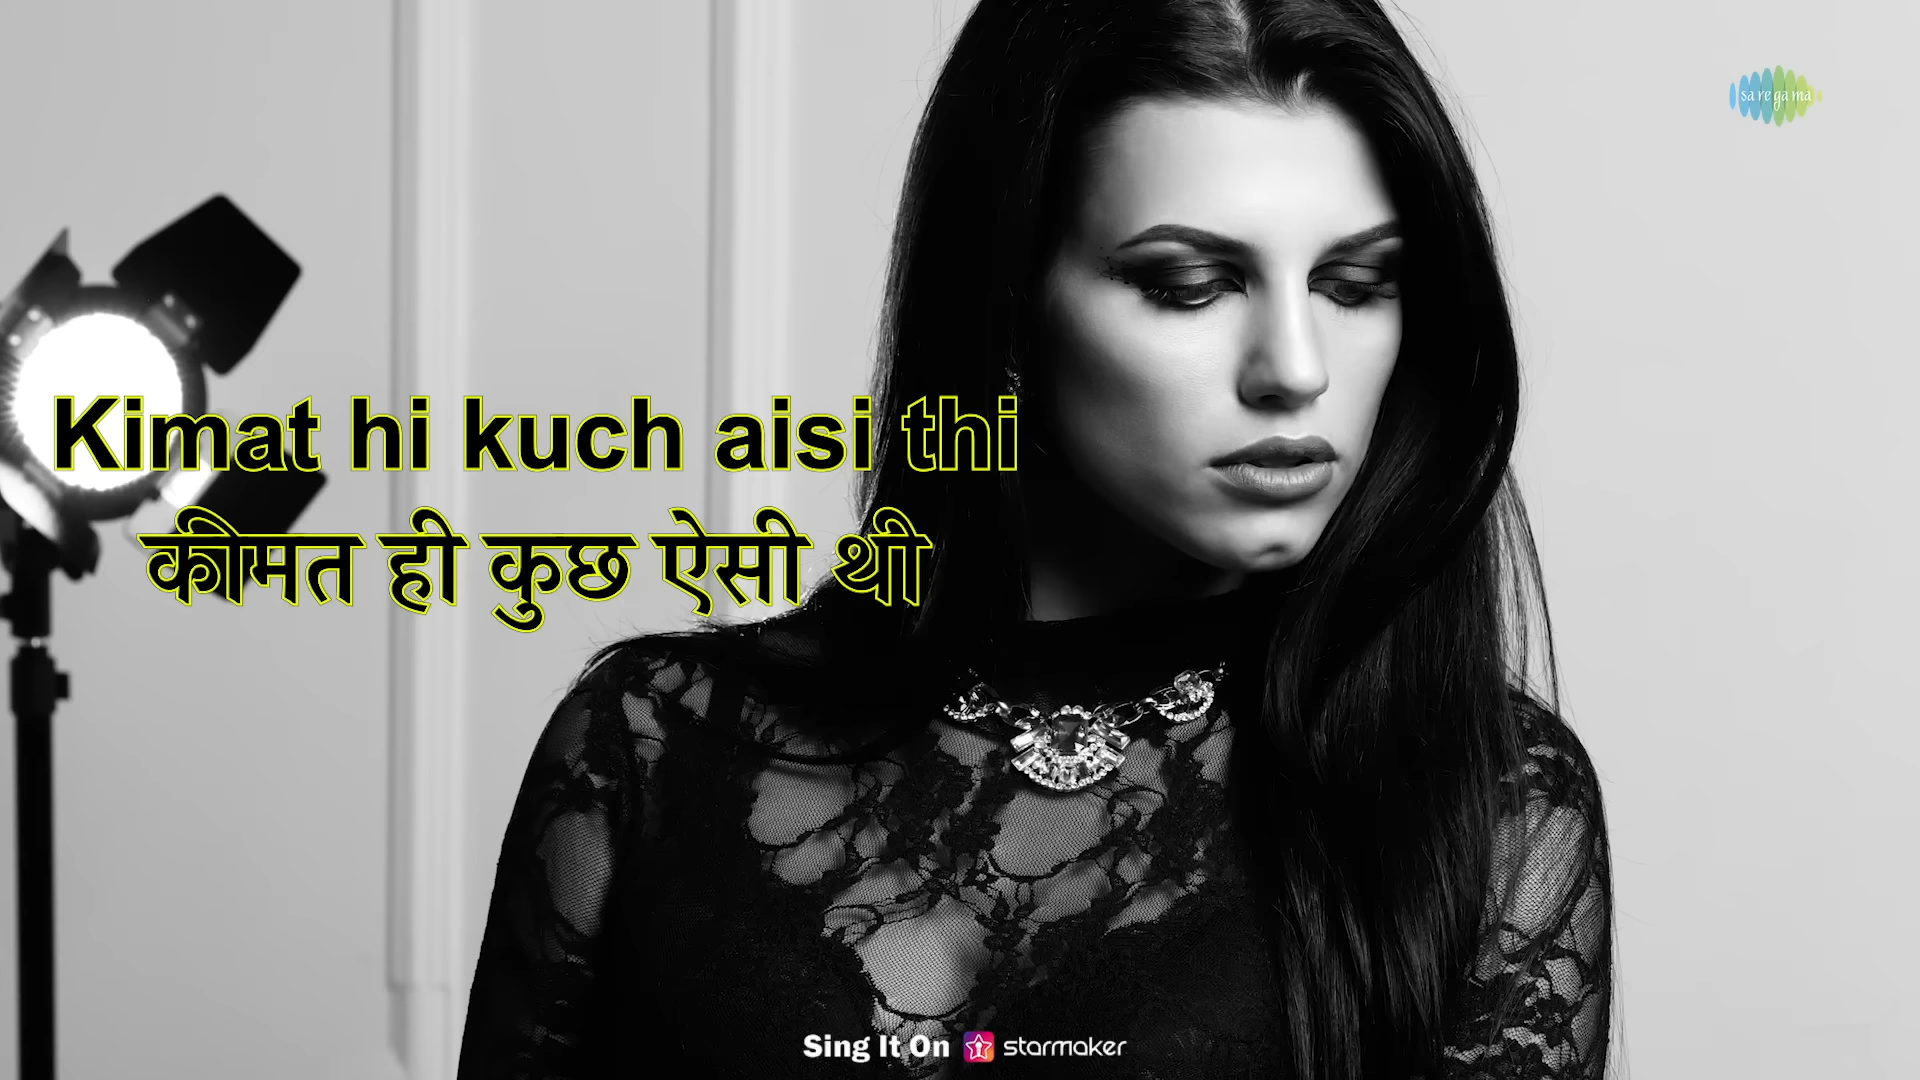 sa re ga ma
Kimat hi kuch aisi thi
कीमत ही कुछ ऐसी थी
Sing It On starmaker